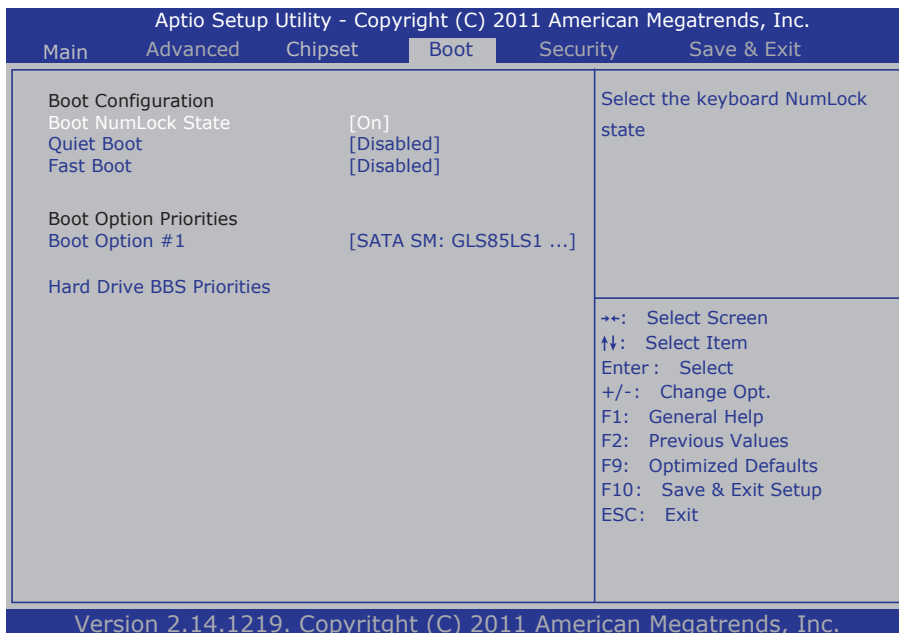 Aptio Setup Utility - Copyright (C) 2011 American Megatrends, Inc.
Main Advanced Chipset Boot Security Save & Exit
Boot Configuration
Boot NumLock State [On]
Quiet Boot [Disabled]
Fast Boot [Disabled]
Boot Option Priorities
Boot Option #1 [SATA SM: GLS85LS1 ...]
Hard Drive BBS Priorities
Select the keyboard NumLock
state
→←: Select Screen
↑↓: Select Item
Enter : Select
+/-: Change Opt.
F1: General Help
F2: Previous Values
F9: Optimized Defaults
F10: Save & Exit Setup
ESC: Exit
Version 2.14.1219. Copyritght (C) 2011 American Megatrends, Inc.